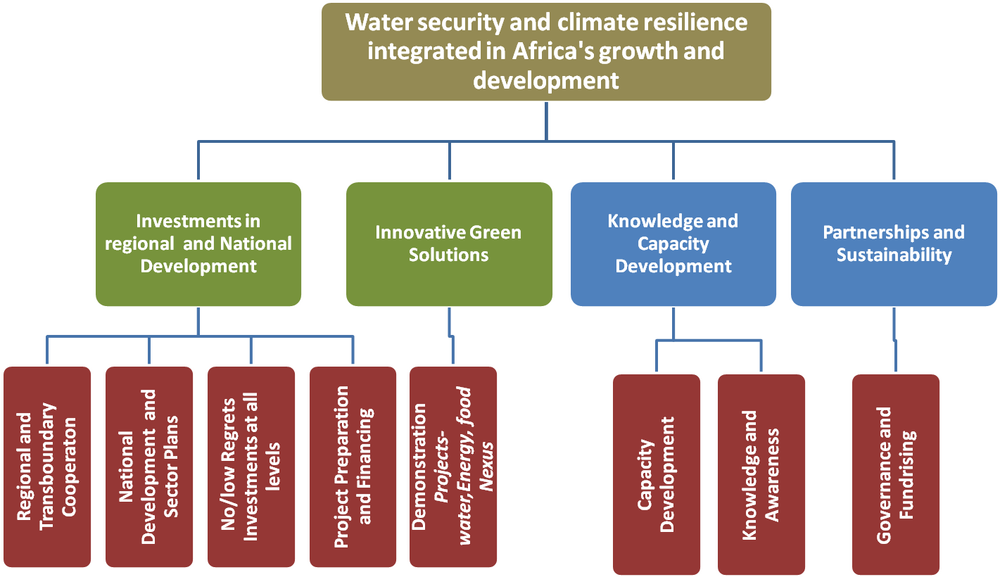 Water security and climate resilience
integrated in Africa's growth and
development
Investments in
regional and National
Development
Innovative Green
Solutions
Knowledge and
Capacity
Development
Partnerships and
Sustainability
Regional and
Transboundary
Cooperaton
National
Development and
Sector Plans
No/low Regrets
Investments at all
levels
Project Preparation
and Financing
Demonstration
Projects-
water,Energy, food
Nexus
Capacity
Development
Knowledge and
Awareness
Governance and
Fundrising